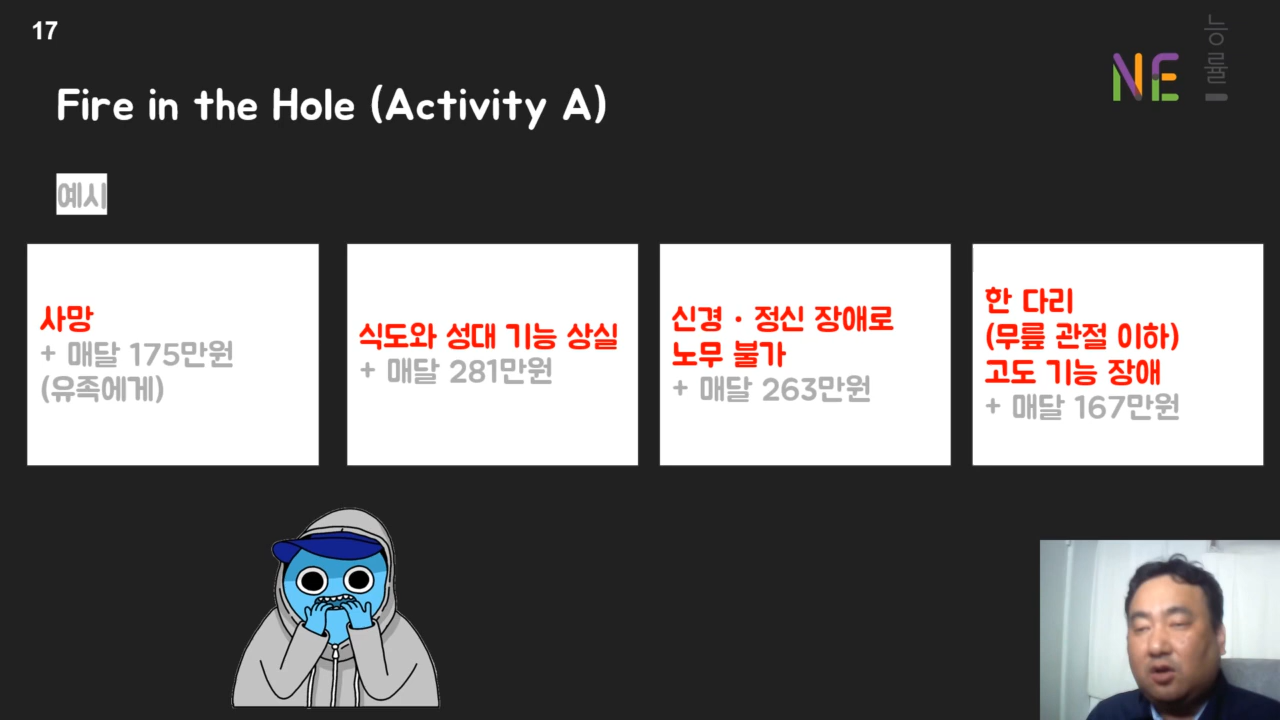 17
NE
능률
Fire in the Hole (Activity A)
예시
사망
+ 매달 175만원
(유족에게)
식도와 성대 기능 상실
+ 매달 281만원
신경 · 정신 장애로
노무 불가
+ 매달 263만원
한 다리
(무릎 관절 이하)
고도 기능 장애
+ 매달 167만원